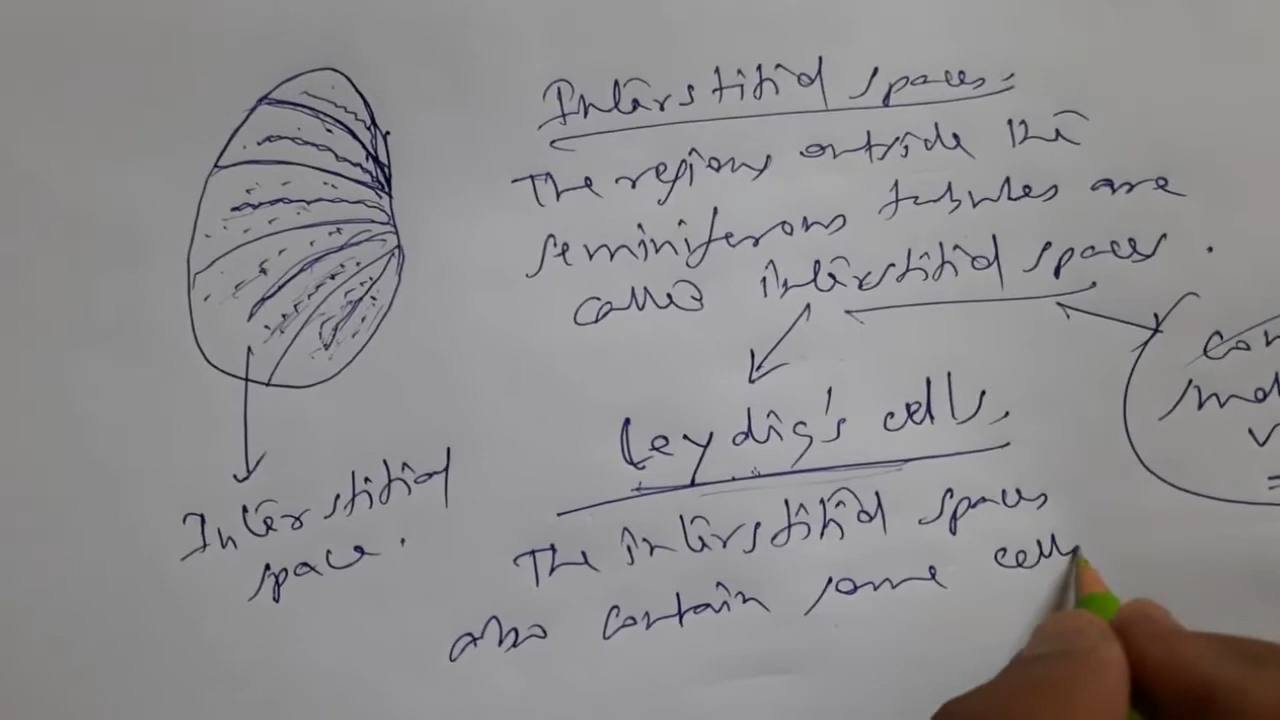 Interstitial spaces:
The regions outside the
seminiferous tubules are
called interstitial spaces.
Leydig's cells,
The interstitial spaces
also contain some cells
Interstitial
space.